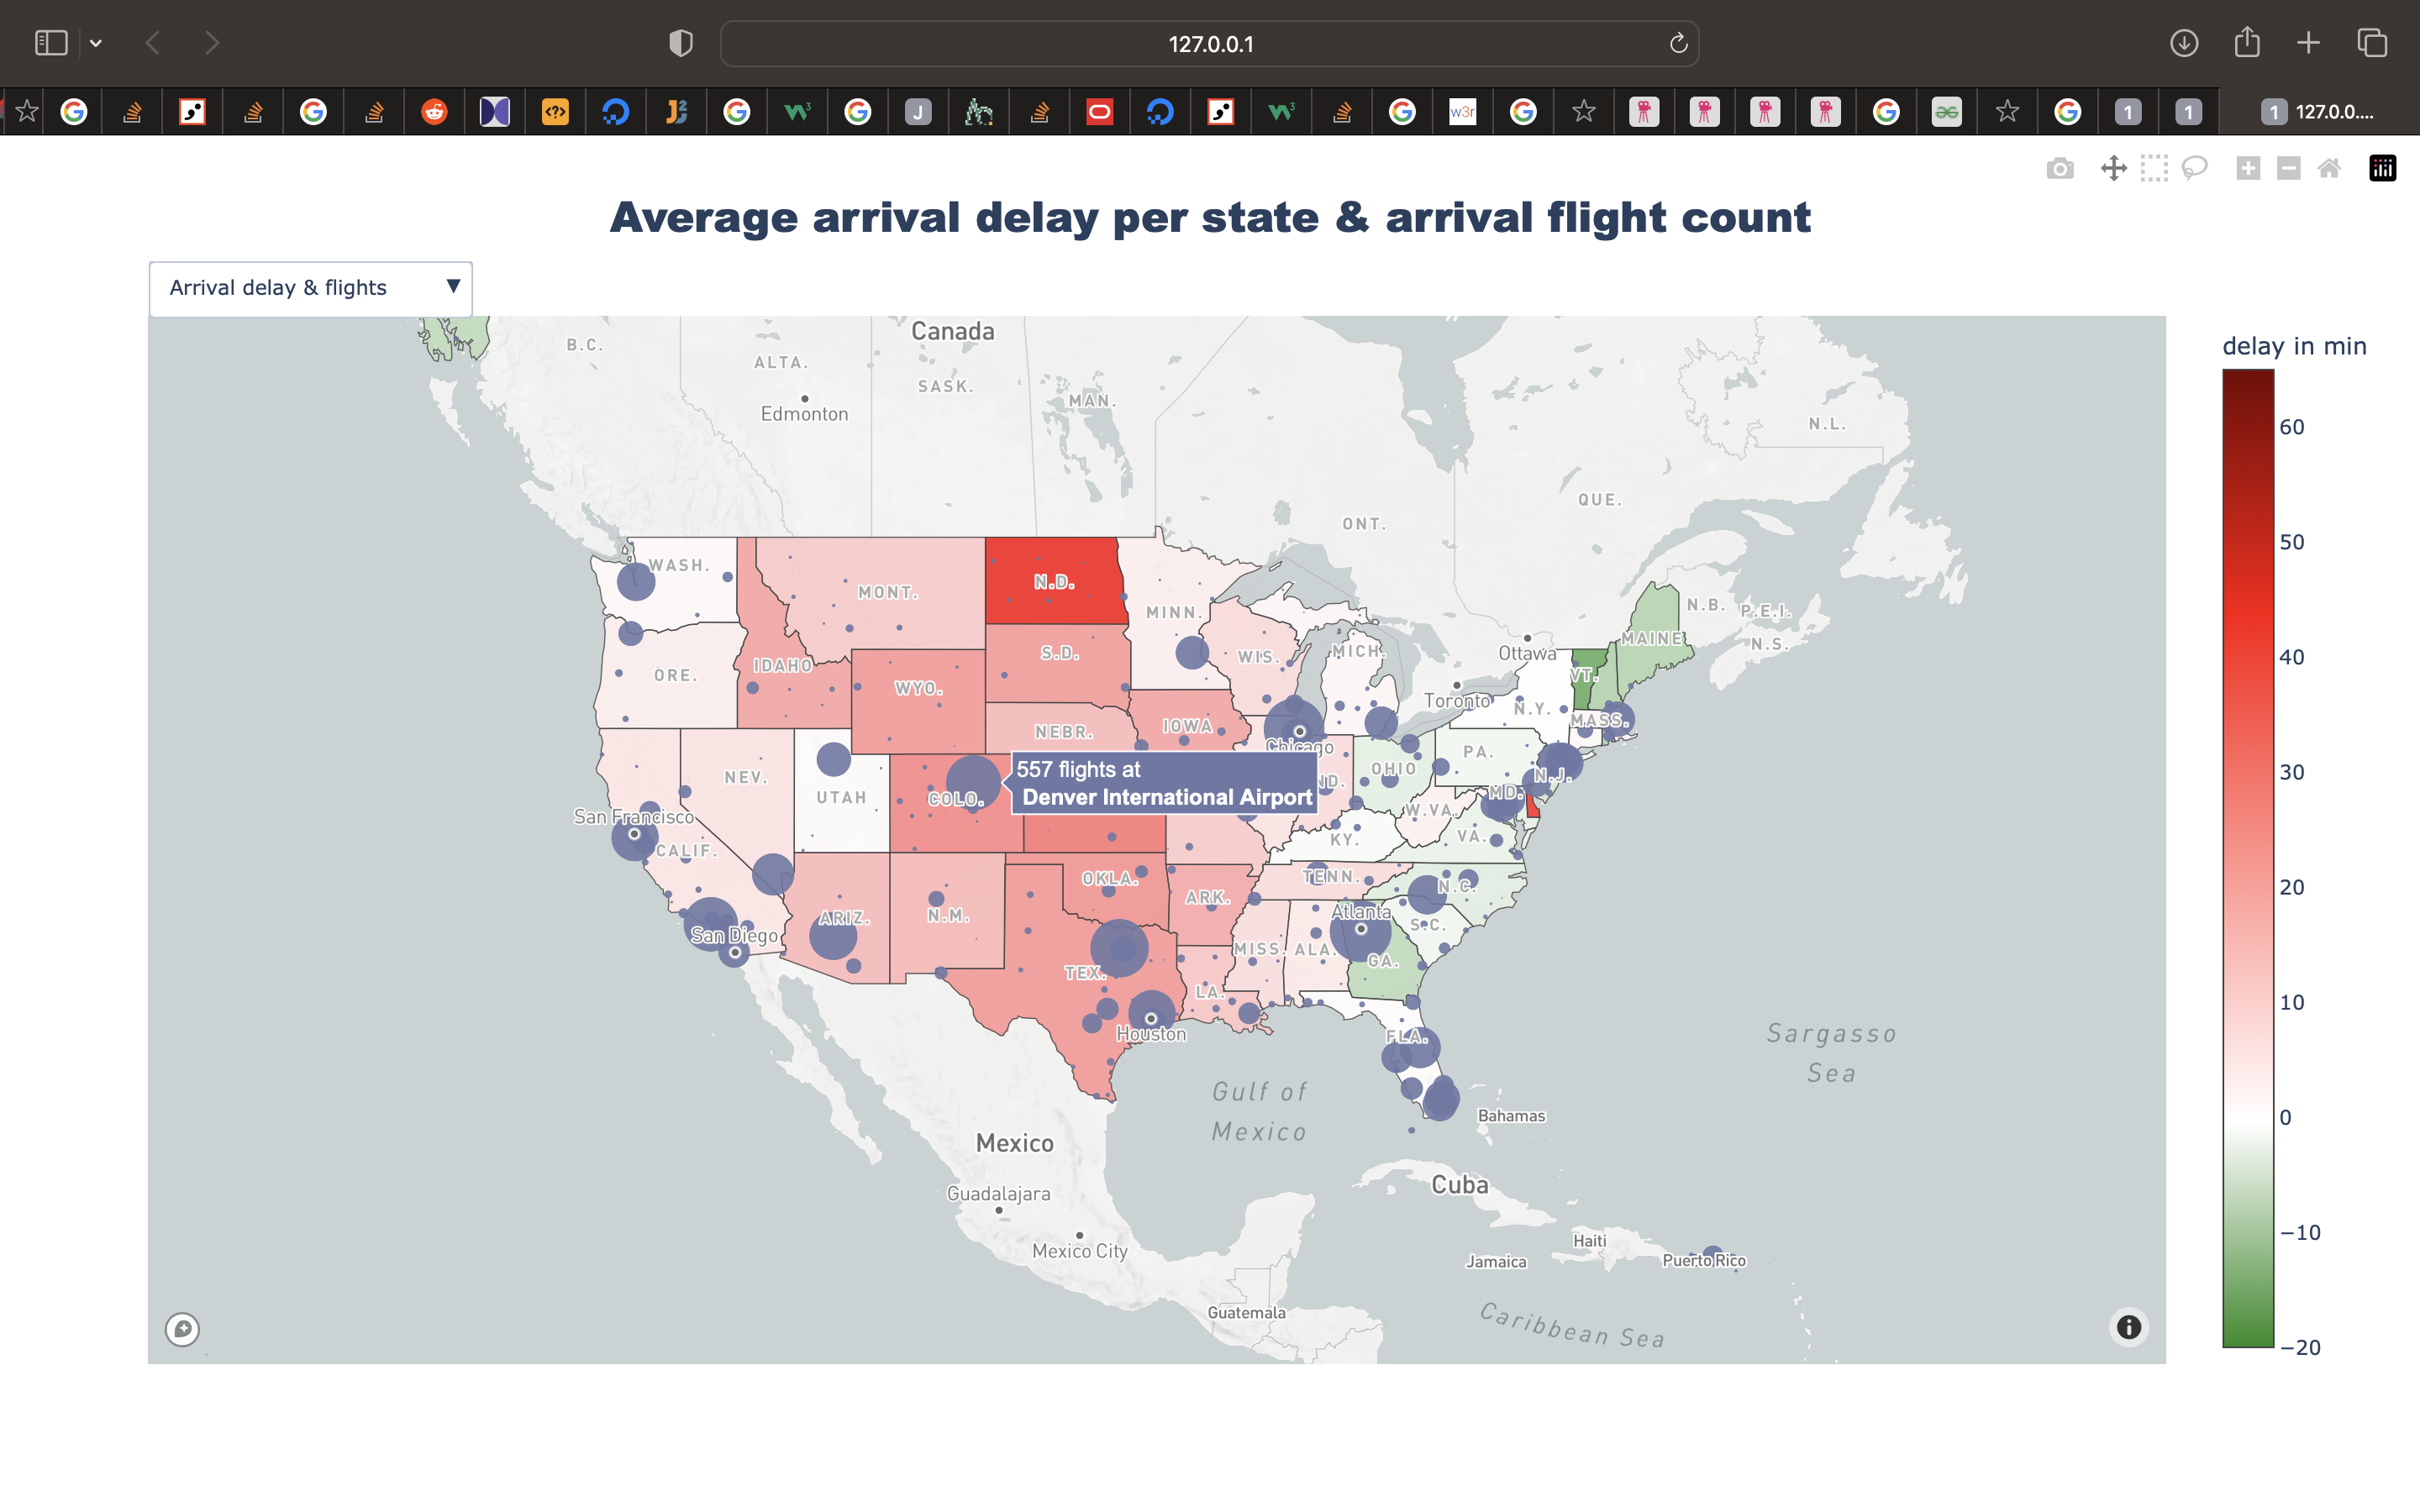 127.0.0.1
J
w3r
1
1
1 127.0.0....
Average arrival delay per state & arrival flight count
Arrival delay & flights ▼
delay in min
60
50
40
30
20
10
0
−10
−20
Canada
B.C.
ALTA.
SASK.
MAN.
Edmonton
N.L.
QUE.
ONT.
WASH.
MONT.
N.D.
MINN.
N.B.
P.E.I.
N.S.
MAINE
Ottawa
ORE.
IDAHO
WYO.
S.D.
WIS.
MICH.
VT.
Toronto
N.Y.
MASS.
NEBR.
IOWA
Chicago
PA.
NEV.
UTAH
COLO.
557 flights at
Denver International Airport
ND.
OHIO
N.J.
MD.
San Francisco
CALIF.
W.VA.
VA.
KY.
OKLA.
TENN.
N.C.
ARIZ.
N.M.
ARK.
Atlanta
S.C.
San Diego
TEX.
MISS.
ALA.
GA.
LA.
Houston
FLA.
Sargasso
Sea
Gulf of
Mexico
Bahamas
Mexico
Cuba
Guadalajara
Mexico City
Haiti
Jamaica
Puerto Rico
Guatemala
Caribbean Sea